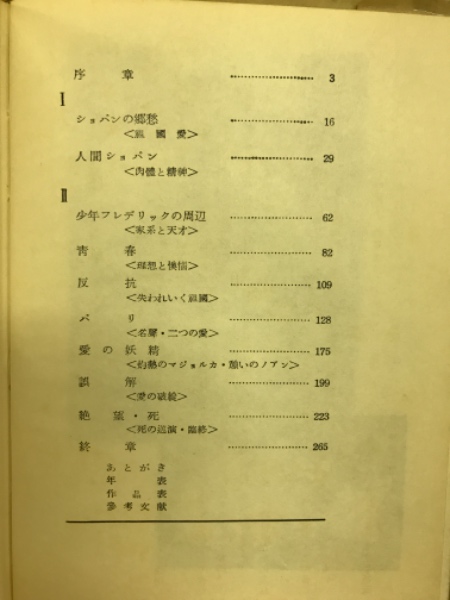 序章 3
I
ショパンの郷愁 16
<祖國愛>
人間ショパン 29
<肉體と精神>
II
少年フレデリックの周辺 62
<家系と天才>
青春 82
<理想と懊悩>
反抗 109
<失われいく祖國>
パリ 128
<名聲・二つの愛>
愛の妖精 175
<灼熱のマジョルカ・憩いのノアン>
誤解 199
<愛の破綻>
絶望・死 223
<死の巡演・臨終>
終章 265
あとがき
年表
作品表
參考文献